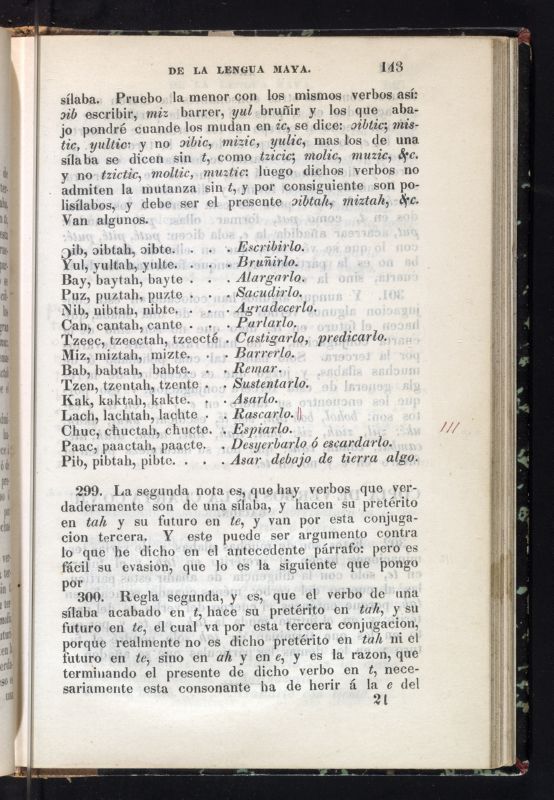 DE LA LENGUA MAYA. 143
sílaba. Pruebo la menor con los mismos verbos así:
ɔib escribir, miz barrer, yul bruñir y los que aba-
jo pondré cuando los mudan en ic, se dice: ɔibtic; mis-
tic, yultic: y no ɔibic, mizic, yulic, mas los de una
sílaba se dicen sin t, como tzicic; molic, muzic, &c.
y no tzictic, moltic, muztic: luego dichos verbos no
admiten la mutanza sin t, y por consiguiente son po-
lisílabos, y debe ser el presente ɔibtah, miztah, &c.
Van algunos.
Ɔib, ɔibtah, ɔibte. . . . Escribirlo.
Yul, yultah, yulte. . . . Bruñirlo.
Bay, baytah, bayte . . . Alargarlo.
Puz, puztah, puzte . . . Sacudirlo.
Nib, nibtah, nibte. . . . Agradecerlo.
Can, cantah, cante . . . Parlarlo.
Tzeec, tzeectah, tzeecté . Castigarlo, predicarlo.
Miz, miztah, mizte. . . . Barrerlo.
Bab, babtah, babte. . . . Remar.
Tzen, tzentah, tzente . . Sustentarlo.
Kak, kaktah, kakte. . . . Asarlo.
Lach, lachtah, lachte . . Rascarlo.
Chuc, chuctah, chucte. . Espiarlo.
Paac, paactah, paacte. . Desyerbarlo ó escardarlo.
Pib, pibtah, pibte. . . . Asar debajo de tierra algo.
299. La segunda nota es, que hay verbos que ver-
daderamente son de una sílaba, y hacen su pretérito
en tah y su futuro en te, y van por esta conjuga-
cion tercera. Y este puede ser argumento contra
lo que he dicho en el antecedente párrafo: pero es
fácil su evasion, que lo es la siguiente que pongo
por
300. Regla segunda, y es, que el verbo de una
sílaba acabado en t, hace su pretérito en tah, y su
futuro en te, el cual va por esta tercera conjugacion,
porque realmente no es dicho pretérito en tah ni el
futuro en te, sino en ah y en e, y es la razon, que
terminando el presente de dicho verbo en t, nece-
sariamente esta consonante ha de herir á la e del
21